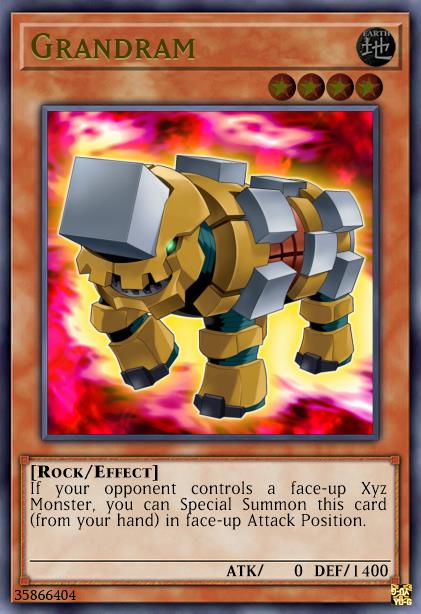 GRANDRAM
EARTH
地
[ROCK/EFFECT]
If your opponent controls a face-up Xyz
Monster, you can Special Summon this card
(from your hand) in face-up Attack Position.
ATK/ 0 DEF/1400
35866404